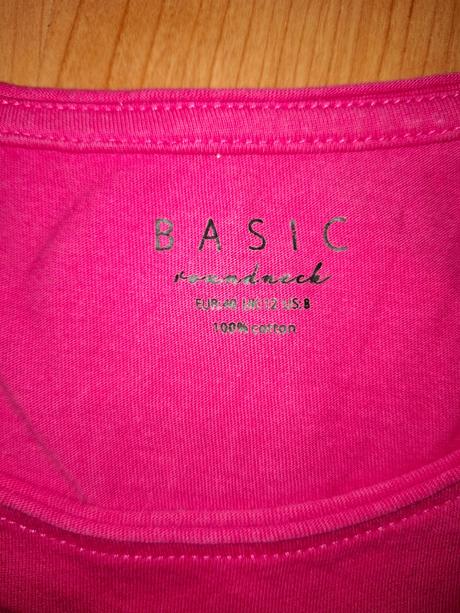 BASIC
roundneck
EUR:40 UK:12 US:8
100% cotton